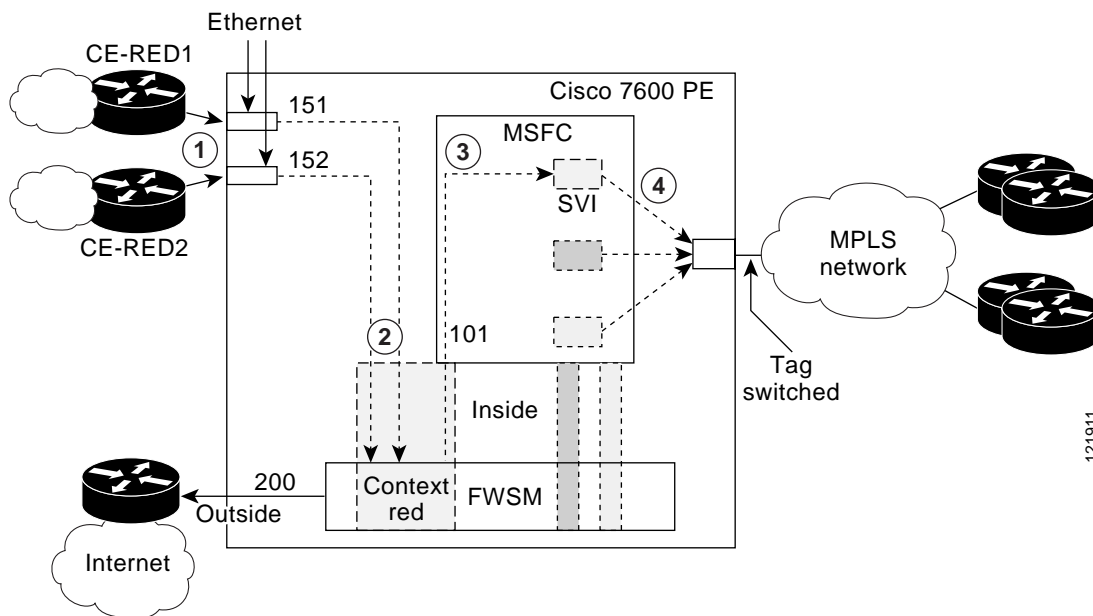 Ethernet
CE-RED1
Cisco 7600 PE
151
MSFC
1
3
152
4
SVI
CE-RED2
MPLS
network
2
101
Tag
switched
Inside
121911
200
Context
red
FWSM
Outside
Internet